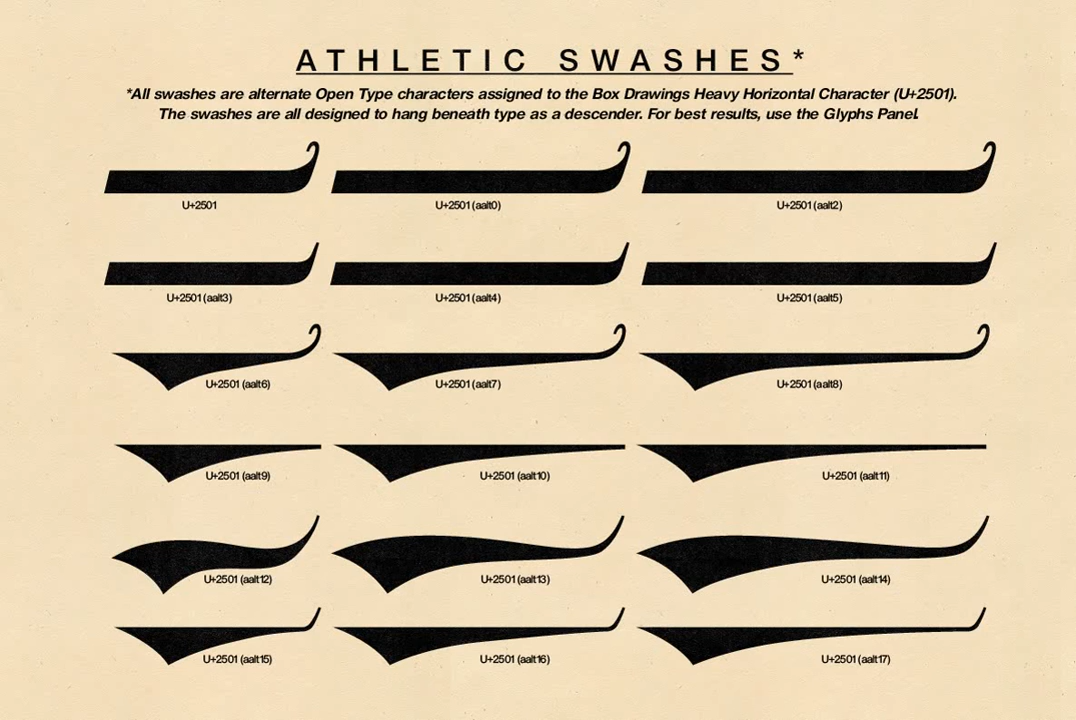 ATHLETIC SWASHES*
*All swashes are alternate Open Type characters assigned to the Box Drawings Heavy Horizontal Character (U+2501).
The swashes are all designed to hang beneath type as a descender. For best results, use the Glyphs Panel.
U+2501 U+2501 (aalt0) U+2501 (aalt2)
U+2501 (aalt3) U+2501 (aalt4) U+2501 (aalt5)
U+2501 (aalt6) U+2501 (aalt7) U+2501 (aalt8)
U+2501 (aalt9) U+2501 (aalt10) U+2501 (aalt11)
U+2501 (aalt12) U+2501 (aalt13) U+2501 (aalt14)
U+2501 (aalt15) U+2501 (aalt16) U+2501 (aalt17)